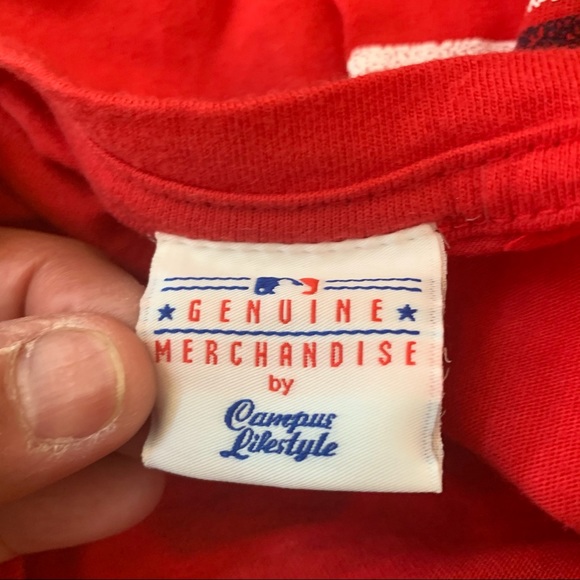 GENUINE
MERCHANDISE
by
Campus
Lifestyle